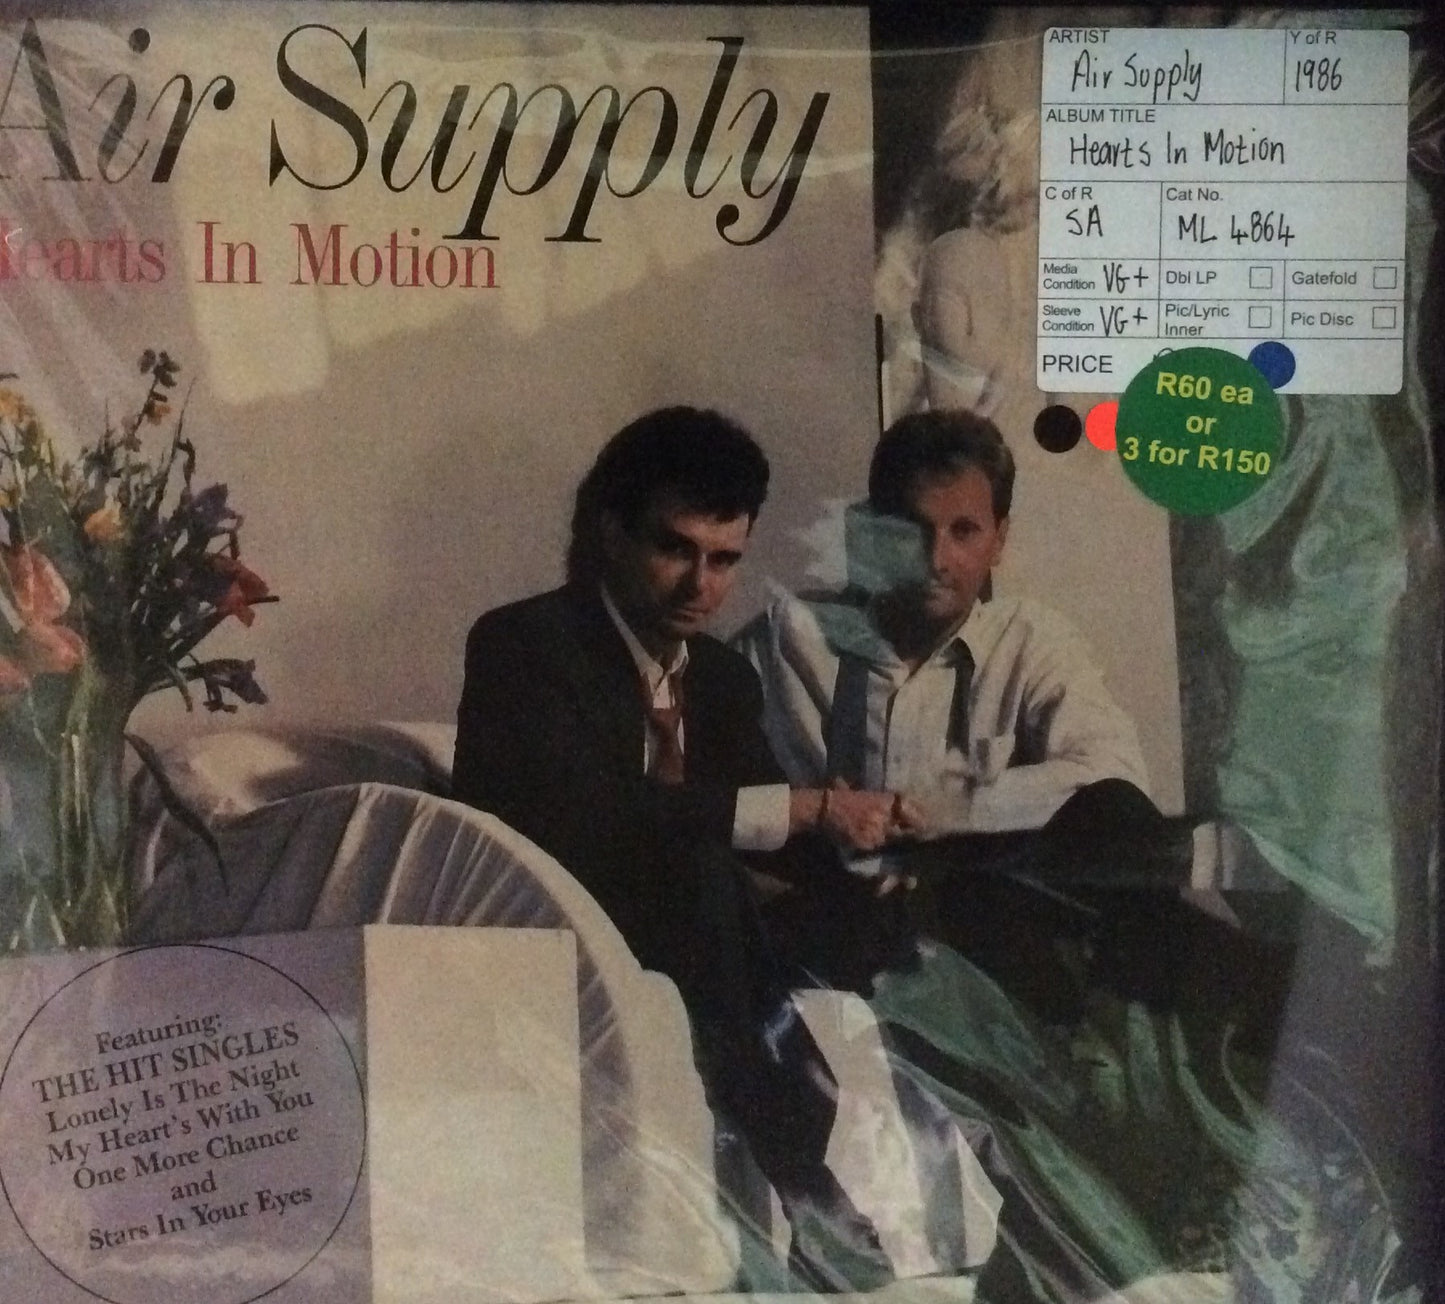 Air Supply
Hearts In Motion
ARTIST
Air Supply
Y of R
1986
ALBUM TITLE
Hearts In Motion
C of R
SA
Cat No.
ML 4864
Media
Condition VG+
Dbl LP
Gatefold
Sleeve
Condition VG+
Pic/Lyric
Inner
Pic Disc
PRICE
R60 ea
or
3 for R150
Featuring:
THE HIT SINGLES
Lonely Is The Night
My Heart's With You
One More Chance
and
Stars In Your Eyes